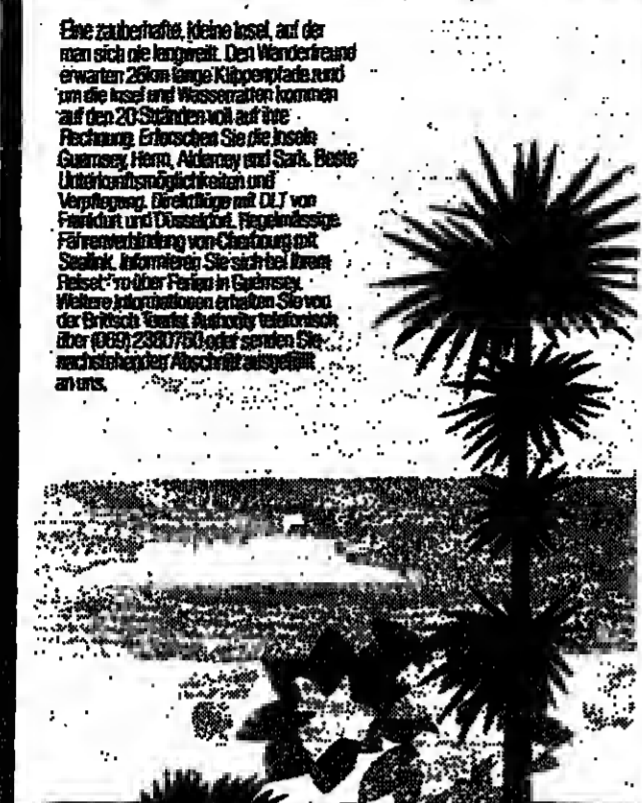 Eine zauberhafte, kleine Insel, auf der
man sich nie langweilt. Den Wanderfreund
erwarten 26km lange Klippenpfade rund
um die Insel und Wasserratten kommen
auf den 20 Stränden voll auf ihre
Rechnung. Erforschen Sie die Inseln
Guernsey, Herm, Alderney und Sark. Beste
Unterkunftsmöglichkeiten und
Verpflegung. Direktflüge mit DLT von
Frankfurt und Düsseldorf. Regelmässige
Fährenverbindung von Cherbourg mit
Sealink. Informieren Sie sich bei Ihrem
über Ferien in Guernsey.
Weitere Informationen erhalten Sie von
der Britisch Tourist Authority telefonisch
über (069) 2380750 oder senden Sie
nachstehenden Abschnitt ausgefüllt
an uns.